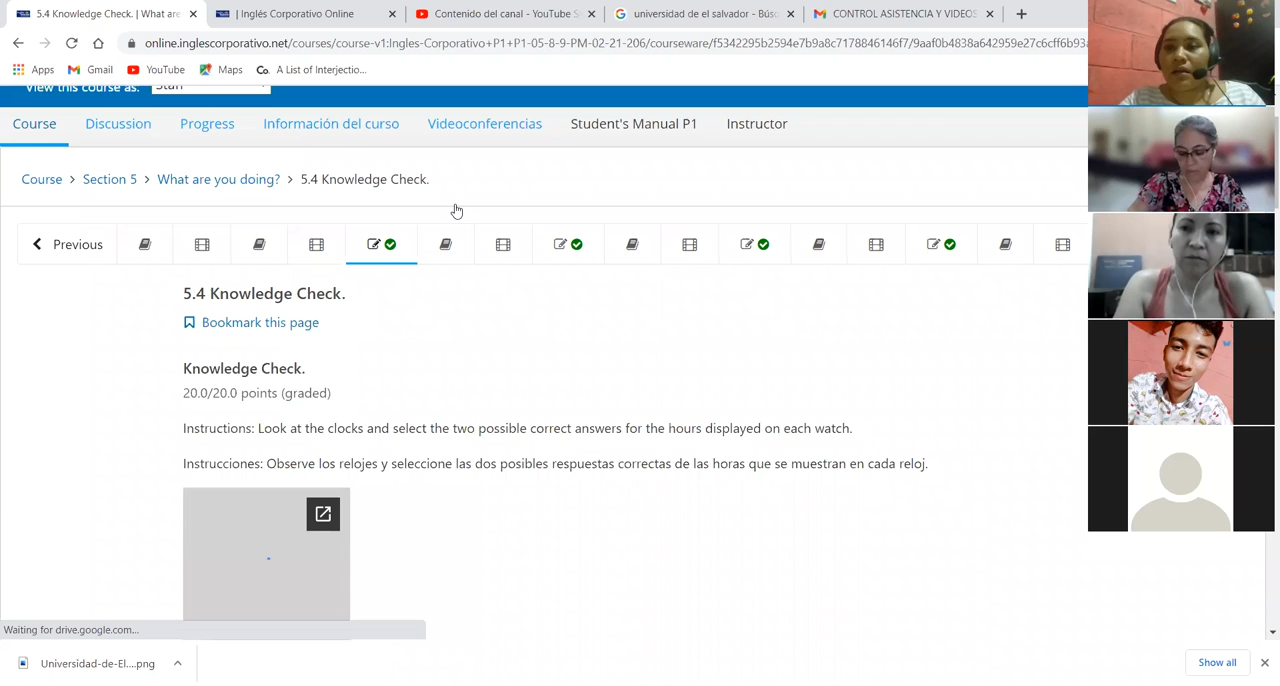 5.4 Knowledge Check. | What are
| Inglés Corporativo Online
Contenido del canal - YouTube S
universidad de el salvador - Búsc
CONTROL ASISTENCIA Y VIDEOS
online.inglescorporativo.net/courses/course-v1:Ingles-Corporativo+P1+P1-05-8-9-PM-02-21-206/courseware/f5342295b2594e7b9a8c7178846146f7/9aaf0b4838a642959e27c6cff6b93a
Apps
Gmail
YouTube
Maps
Co. A List of Interjectio...
View this course as: Staff
Course
Discussion
Progress
Información del curso
Videoconferencias
Student's Manual P1
Instructor
Course > Section 5 > What are you doing? > 5.4 Knowledge Check.
Previous
5.4 Knowledge Check.
Bookmark this page
Knowledge Check.
20.0/20.0 points (graded)
Instructions: Look at the clocks and select the two possible correct answers for the hours displayed on each watch.
Instrucciones: Observe los relojes y seleccione las dos posibles respuestas correctas de las horas que se muestran en cada reloj.
Waiting for drive.google.com...
Universidad-de-El....png
Show all